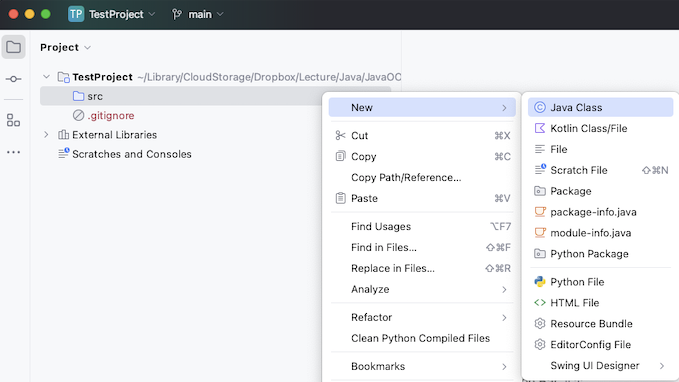 TP TestProject main
Project
TestProject ~/Library/CloudStorage/Dropbox/Lecture/Java/JavaOC
src
.gitignore
External Libraries
Scratches and Consoles
New
Cut ⌘X
Copy ⌘C
Copy Path/Reference...
Paste ⌘V
Find Usages ⌥F7
Find in Files... ⇧⌘F
Replace in Files... ⇧⌘R
Analyze
Refactor
Clean Python Compiled Files
Bookmarks
Java Class
Kotlin Class/File
File
Scratch File ⇧⌘N
Package
package-info.java
module-info.java
Python Package
Python File
HTML File
Resource Bundle
EditorConfig File
Swing UI Designer